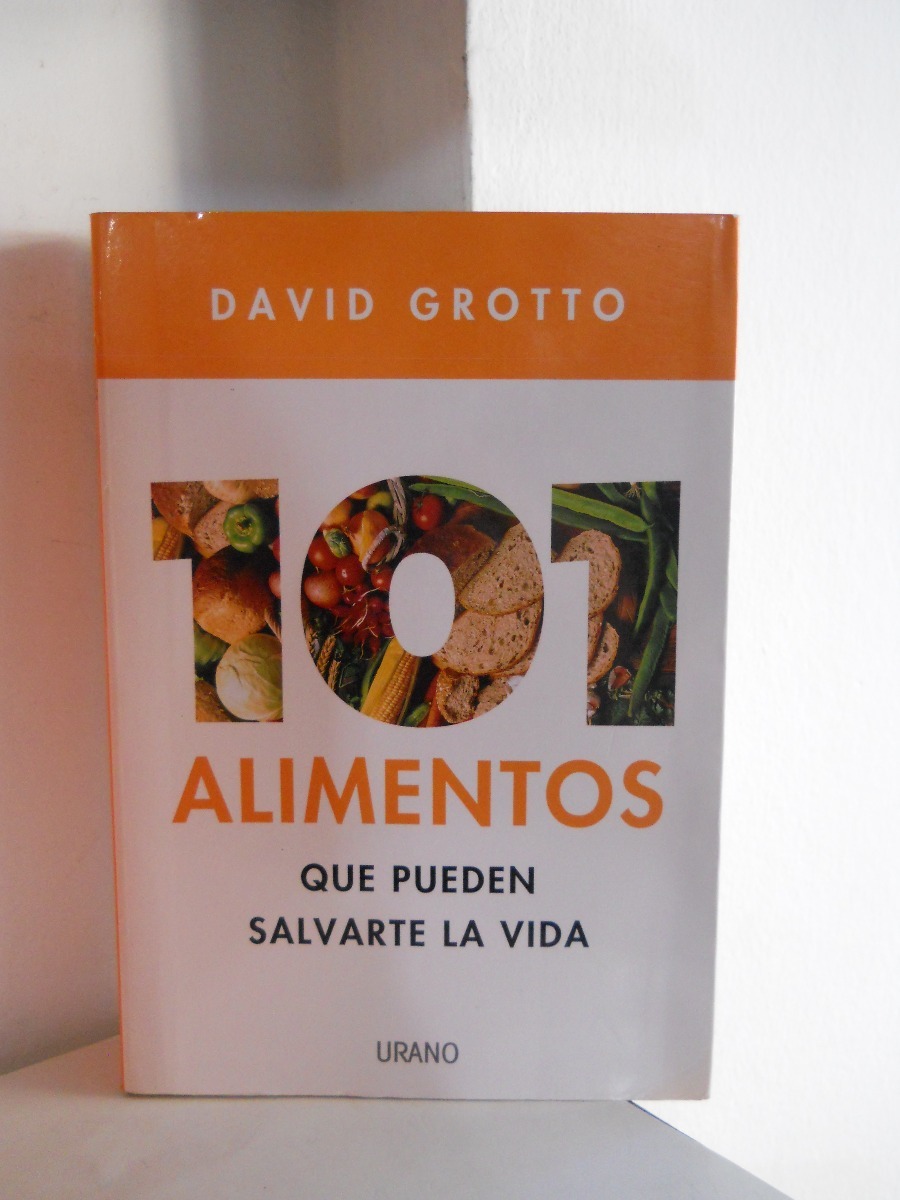 DAVID GROTTO
101
ALIMENTOS
QUE PUEDEN
SALVARTE LA VIDA
URANO